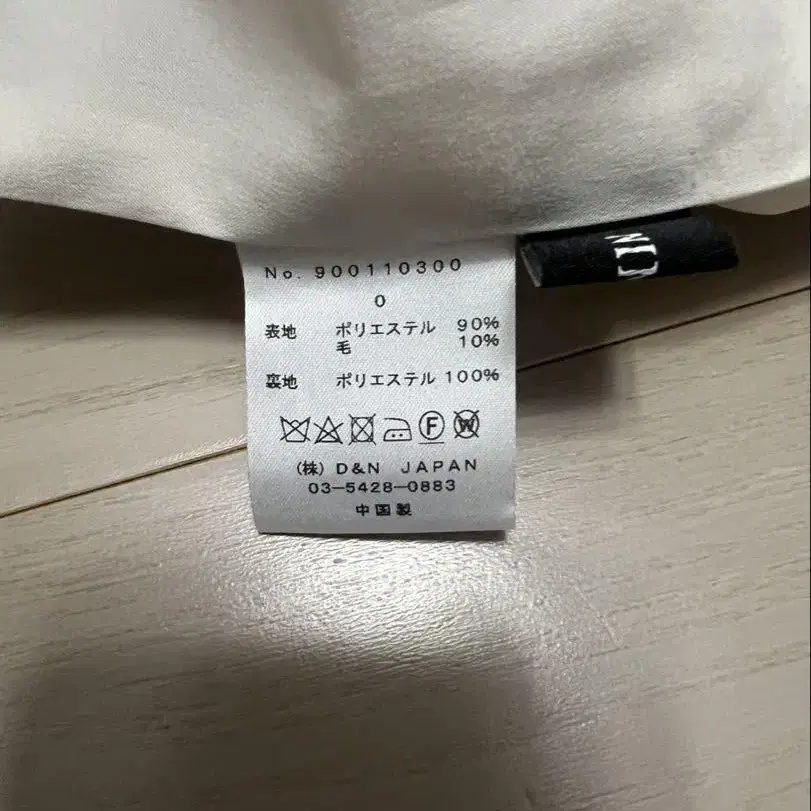 No. 900110300
0
表地 ポリエステル 90%
毛 10%
裏地 ポリエステル 100%
F W
(株) D&N JAPAN
03-5428-0883
中国製